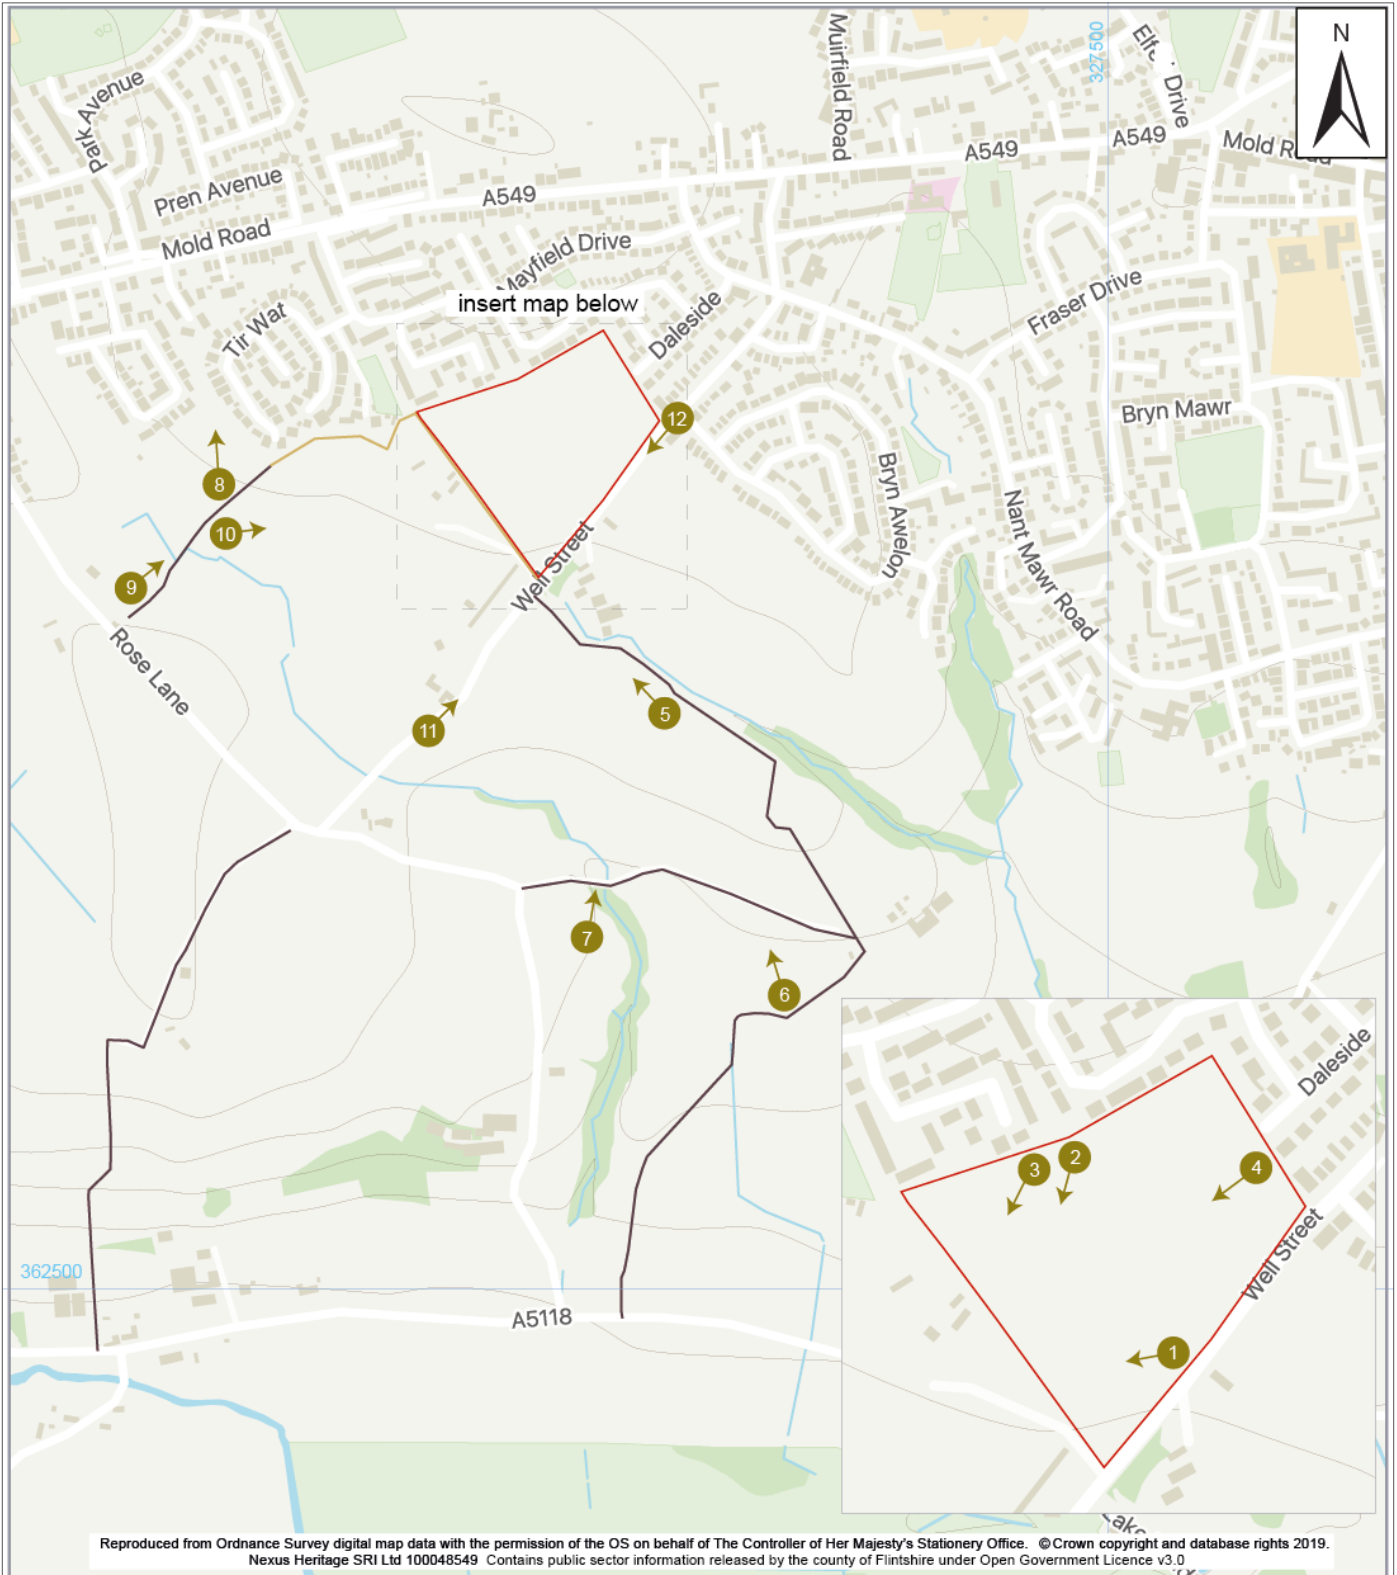 N
327500
Muirfield Road
Drive
Park Avenue
A549
A549
Mold
Pren Avenue
A549
Mold Road
Mayfield Drive
insert map below
Daleside
Fraser Drive
Tir Wat
Bryn Mawr
12
8
Bryn Awelon
10
Nant Mawr Road
9
Well Street
Rose Lane
5
11
7
6
Daleside
2
3
4
Well Street
362500
A5118
1
Reproduced from Ordnance Survey digital map data with the permission of the OS on behalf of The Controller of Her Majesty's Stationery Office. © Crown copyright and database rights 2019.
Nexus Heritage SRI Ltd 100048549 Contains public sector information released by the county of Flintshire under Open Government Licence v3.0